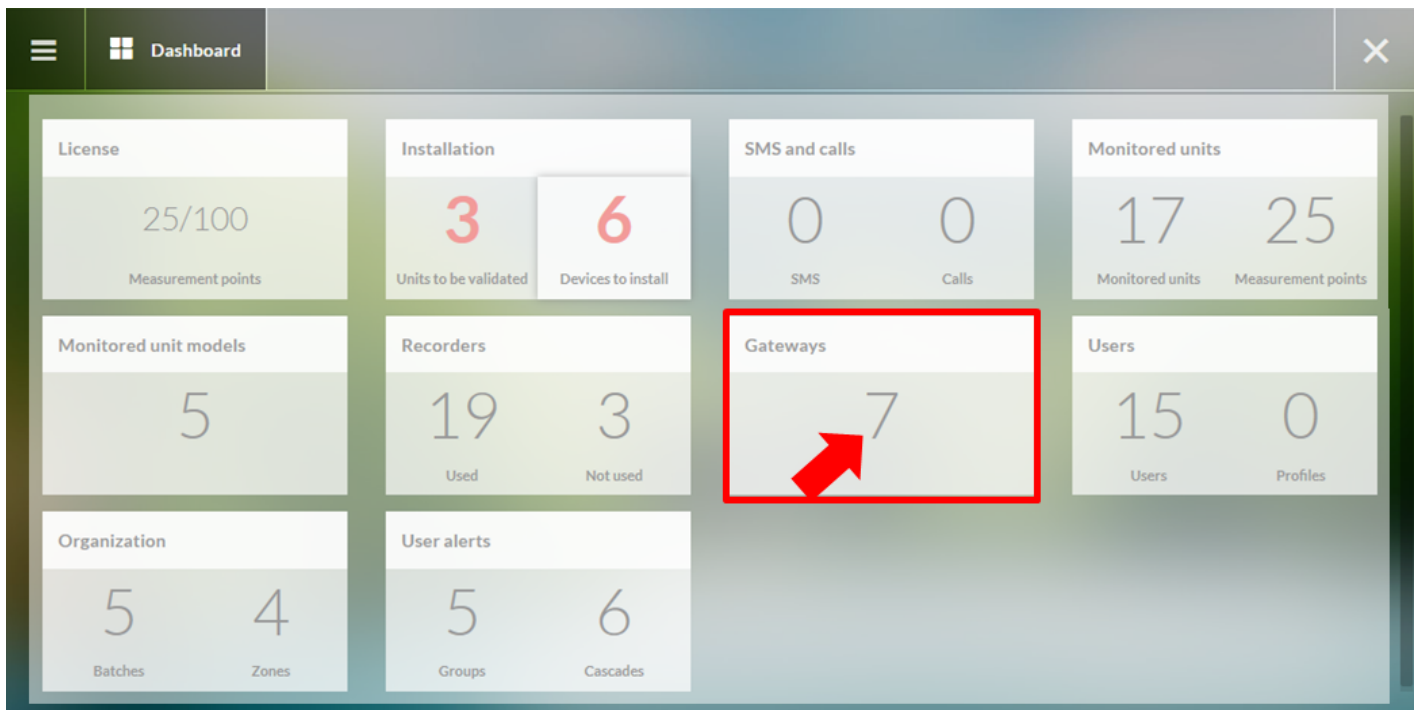 Dashboard
License
25/100
Measurement points
Installation
3 6
Units to be validated Devices to install
SMS and calls
0 0
SMS Calls
Monitored units
17 25
Monitored units Measurement points
Monitored unit models
5
Recorders
19 3
Used Not used
Gateways
7
Users
15 0
Users Profiles
Organization
5 4
Batches Zones
User alerts
5 6
Groups Cascades